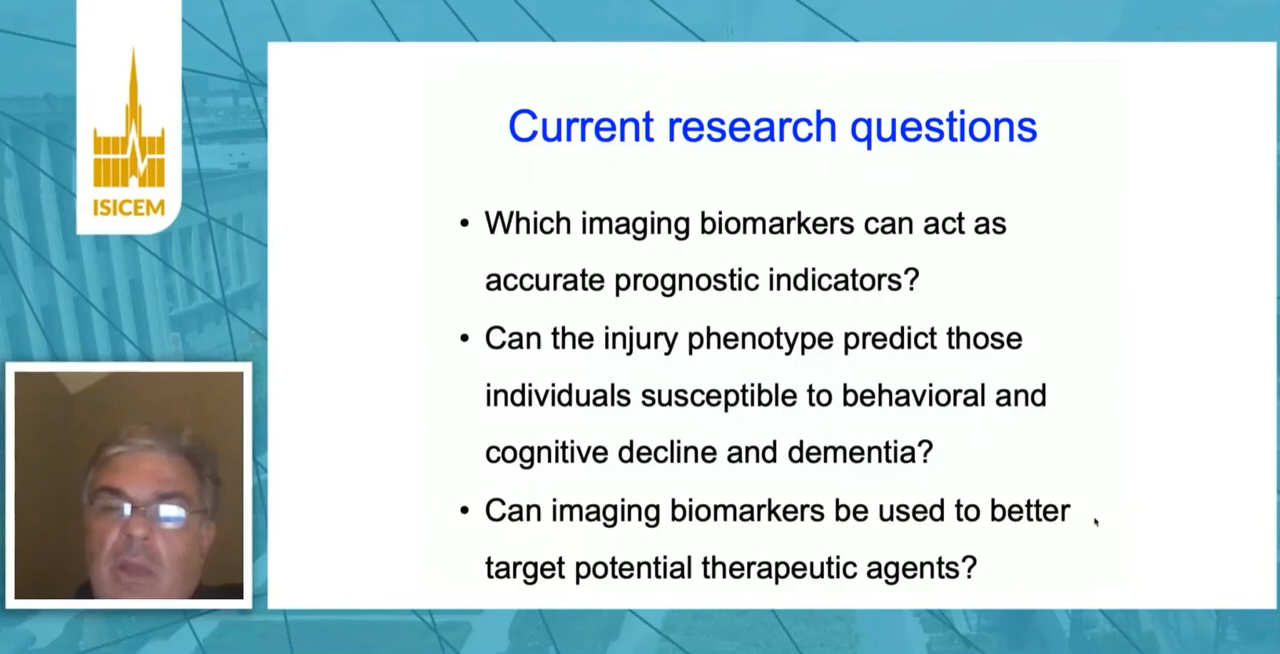 ISICEM
Current research questions
• Which imaging biomarkers can act as
accurate prognostic indicators?
• Can the injury phenotype predict those
individuals susceptible to behavioral and
cognitive decline and dementia?
• Can imaging biomarkers be used to better
target potential therapeutic agents?